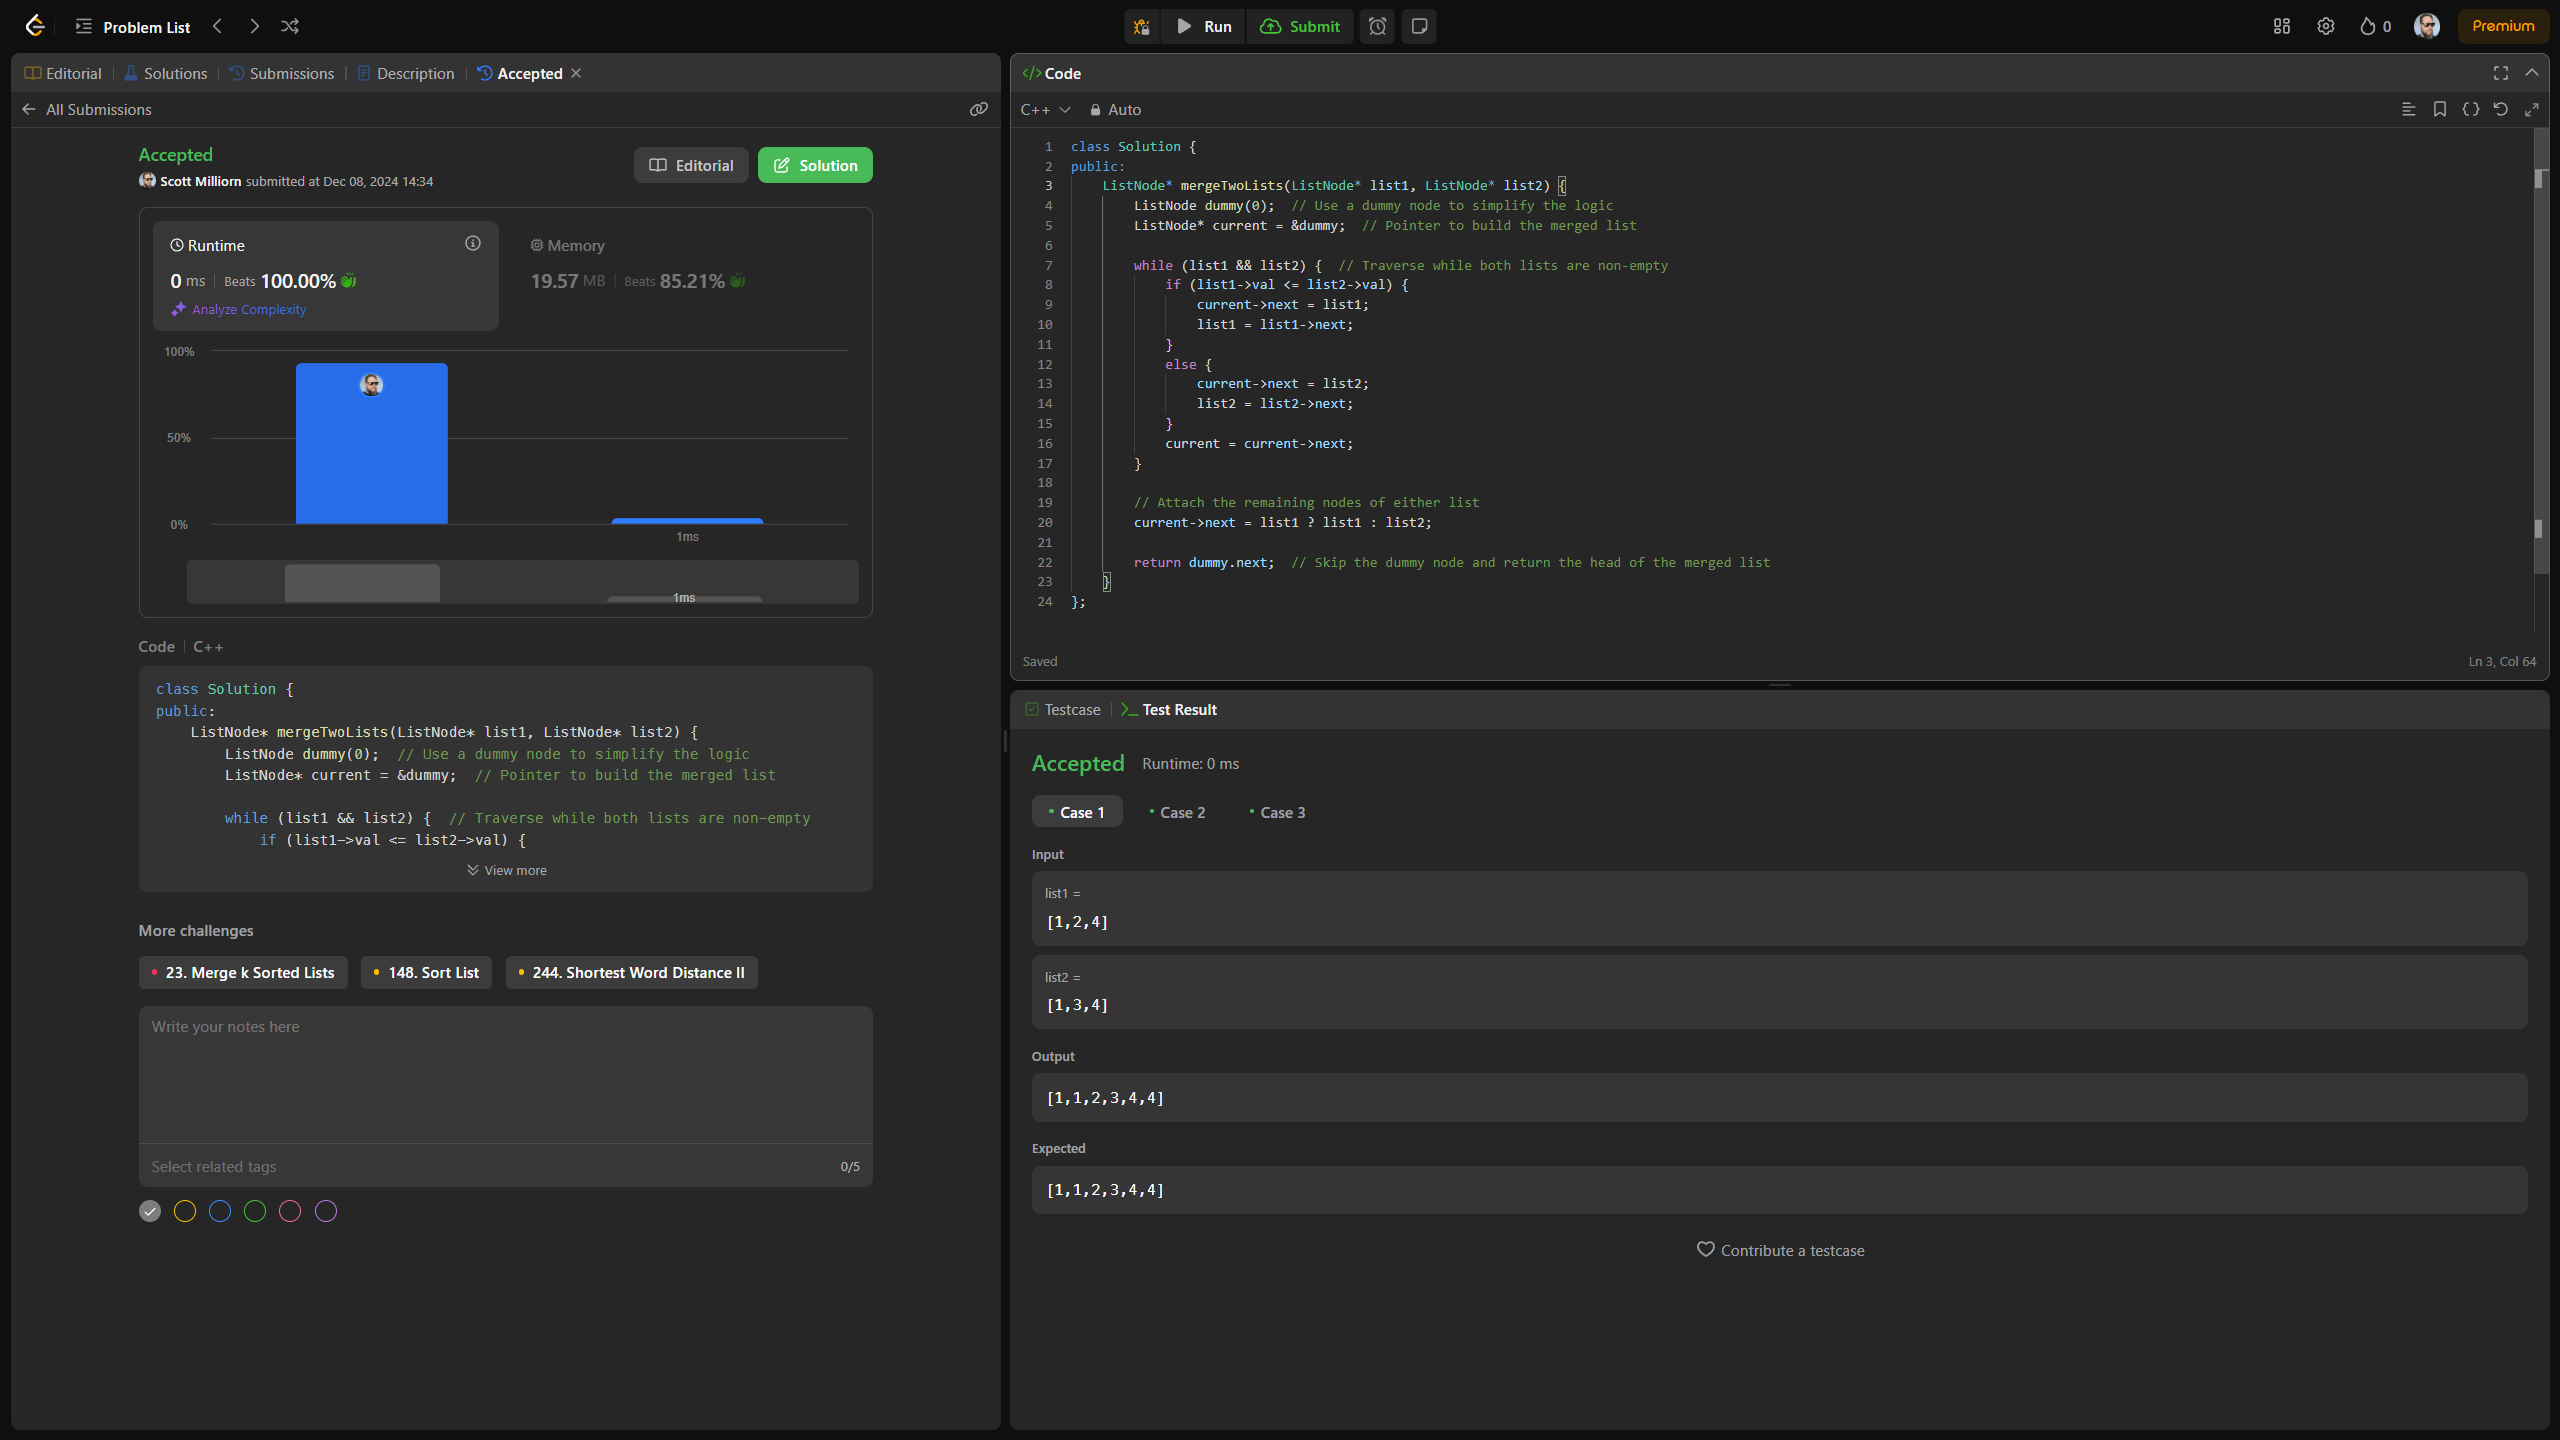 Problem List
Run
Submit
0
Premium
Editorial
Solutions
Submissions
Description
Accepted
All Submissions
Accepted
Scott Milliorn submitted at Dec 08, 2024 14:34
Editorial
Solution
Runtime
0 ms Beats 100.00%
Analyze Complexity
Memory
19.57 MB Beats 85.21%
100%
50%
0%
1ms
1ms
Code C++
class Solution {
public:
    ListNode* mergeTwoLists(ListNode* list1, ListNode* list2) {
        ListNode dummy(0);  // Use a dummy node to simplify the logic
        ListNode* current = &dummy;  // Pointer to build the merged list
        while (list1 && list2) {  // Traverse while both lists are non-empty
            if (list1->val <= list2->val) {
View more
More challenges
23. Merge k Sorted Lists
148. Sort List
244. Shortest Word Distance II
Write your notes here
Select related tags
0/5
</> Code
C++
Auto
1 class Solution {
2 public:
3     ListNode* mergeTwoLists(ListNode* list1, ListNode* list2) {
4         ListNode dummy(0);  // Use a dummy node to simplify the logic
5         ListNode* current = &dummy;  // Pointer to build the merged list
6
7         while (list1 && list2) {  // Traverse while both lists are non-empty
8             if (list1->val <= list2->val) {
9                 current->next = list1;
10                 list1 = list1->next;
11             }
12             else {
13                 current->next = list2;
14                 list2 = list2->next;
15             }
16             current = current->next;
17         }
18
19         // Attach the remaining nodes of either list
20         current->next = list1 ? list1 : list2;
21
22         return dummy.next;  // Skip the dummy node and return the head of the merged list
23     }
24 };
Saved
Ln 3, Col 64
Testcase
Test Result
Accepted
Runtime: 0 ms
Case 1
Case 2
Case 3
Input
list1 =
[1,2,4]
list2 =
[1,3,4]
Output
[1,1,2,3,4,4]
Expected
[1,1,2,3,4,4]
Contribute a testcase